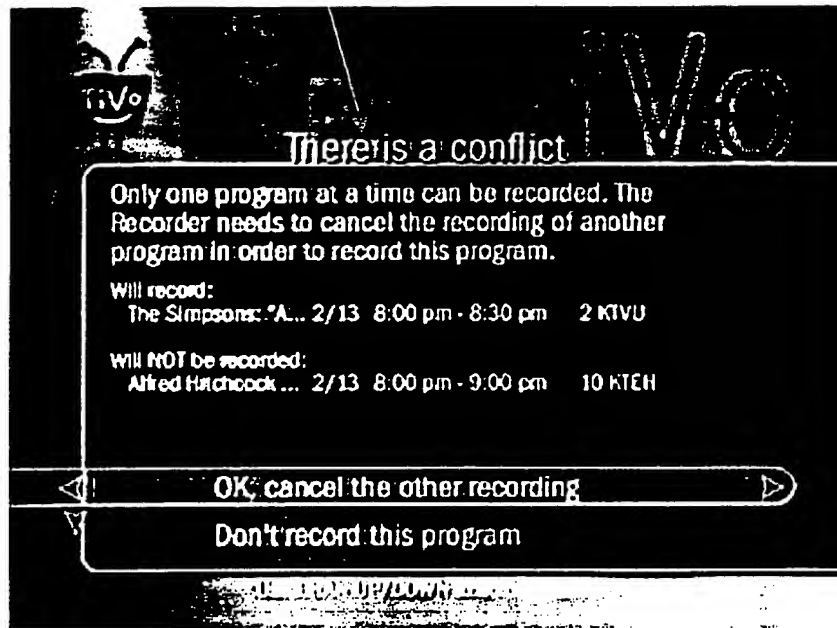 TiVo
iVo
There is a conflict
Only one program at a time can be recorded. The
Recorder needs to cancel the recording of another
program in order to record this program.
Will record:
The Simpsons: "A... 2/13 8:00 pm - 8:30 pm 2 KTVU
Will NOT be recorded:
Alfred Hitchcock ... 2/13 8:00 pm - 9:00 pm 10 KTEH
OK, cancel the other recording
Don't record this program
UP/DOWN